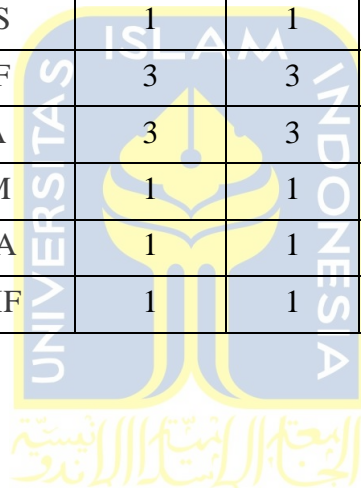 S 1 1
F 3 3
A 3 3
M 1 1
A 1 1
IF 1 1
UNIVERSITAS ISLAM INDONESIA